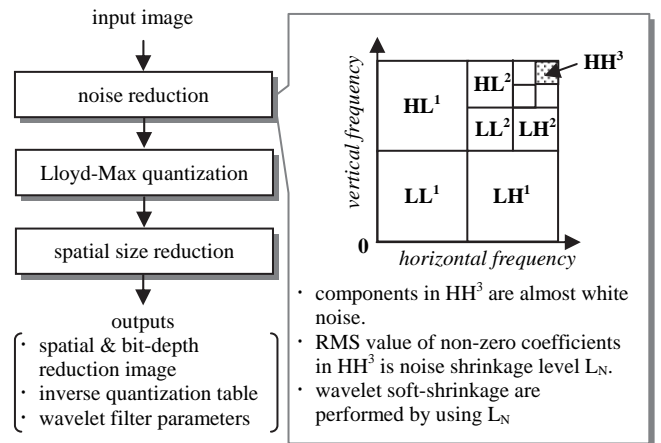 input image
noise reduction
Lloyd-Max quantization
spatial size reduction
outputs
· spatial & bit-depth
reduction image
· inverse quantization table
· wavelet filter parameters
vertical frequency
HL¹
HL²
HH³
LL²
LH²
LL¹
LH¹
0
horizontal frequency
· components in HH³ are almost white
noise.
· RMS value of non-zero coefficients
in HH³ is noise shrinkage level L_N.
· wavelet soft-shrinkage are
performed by using L_N